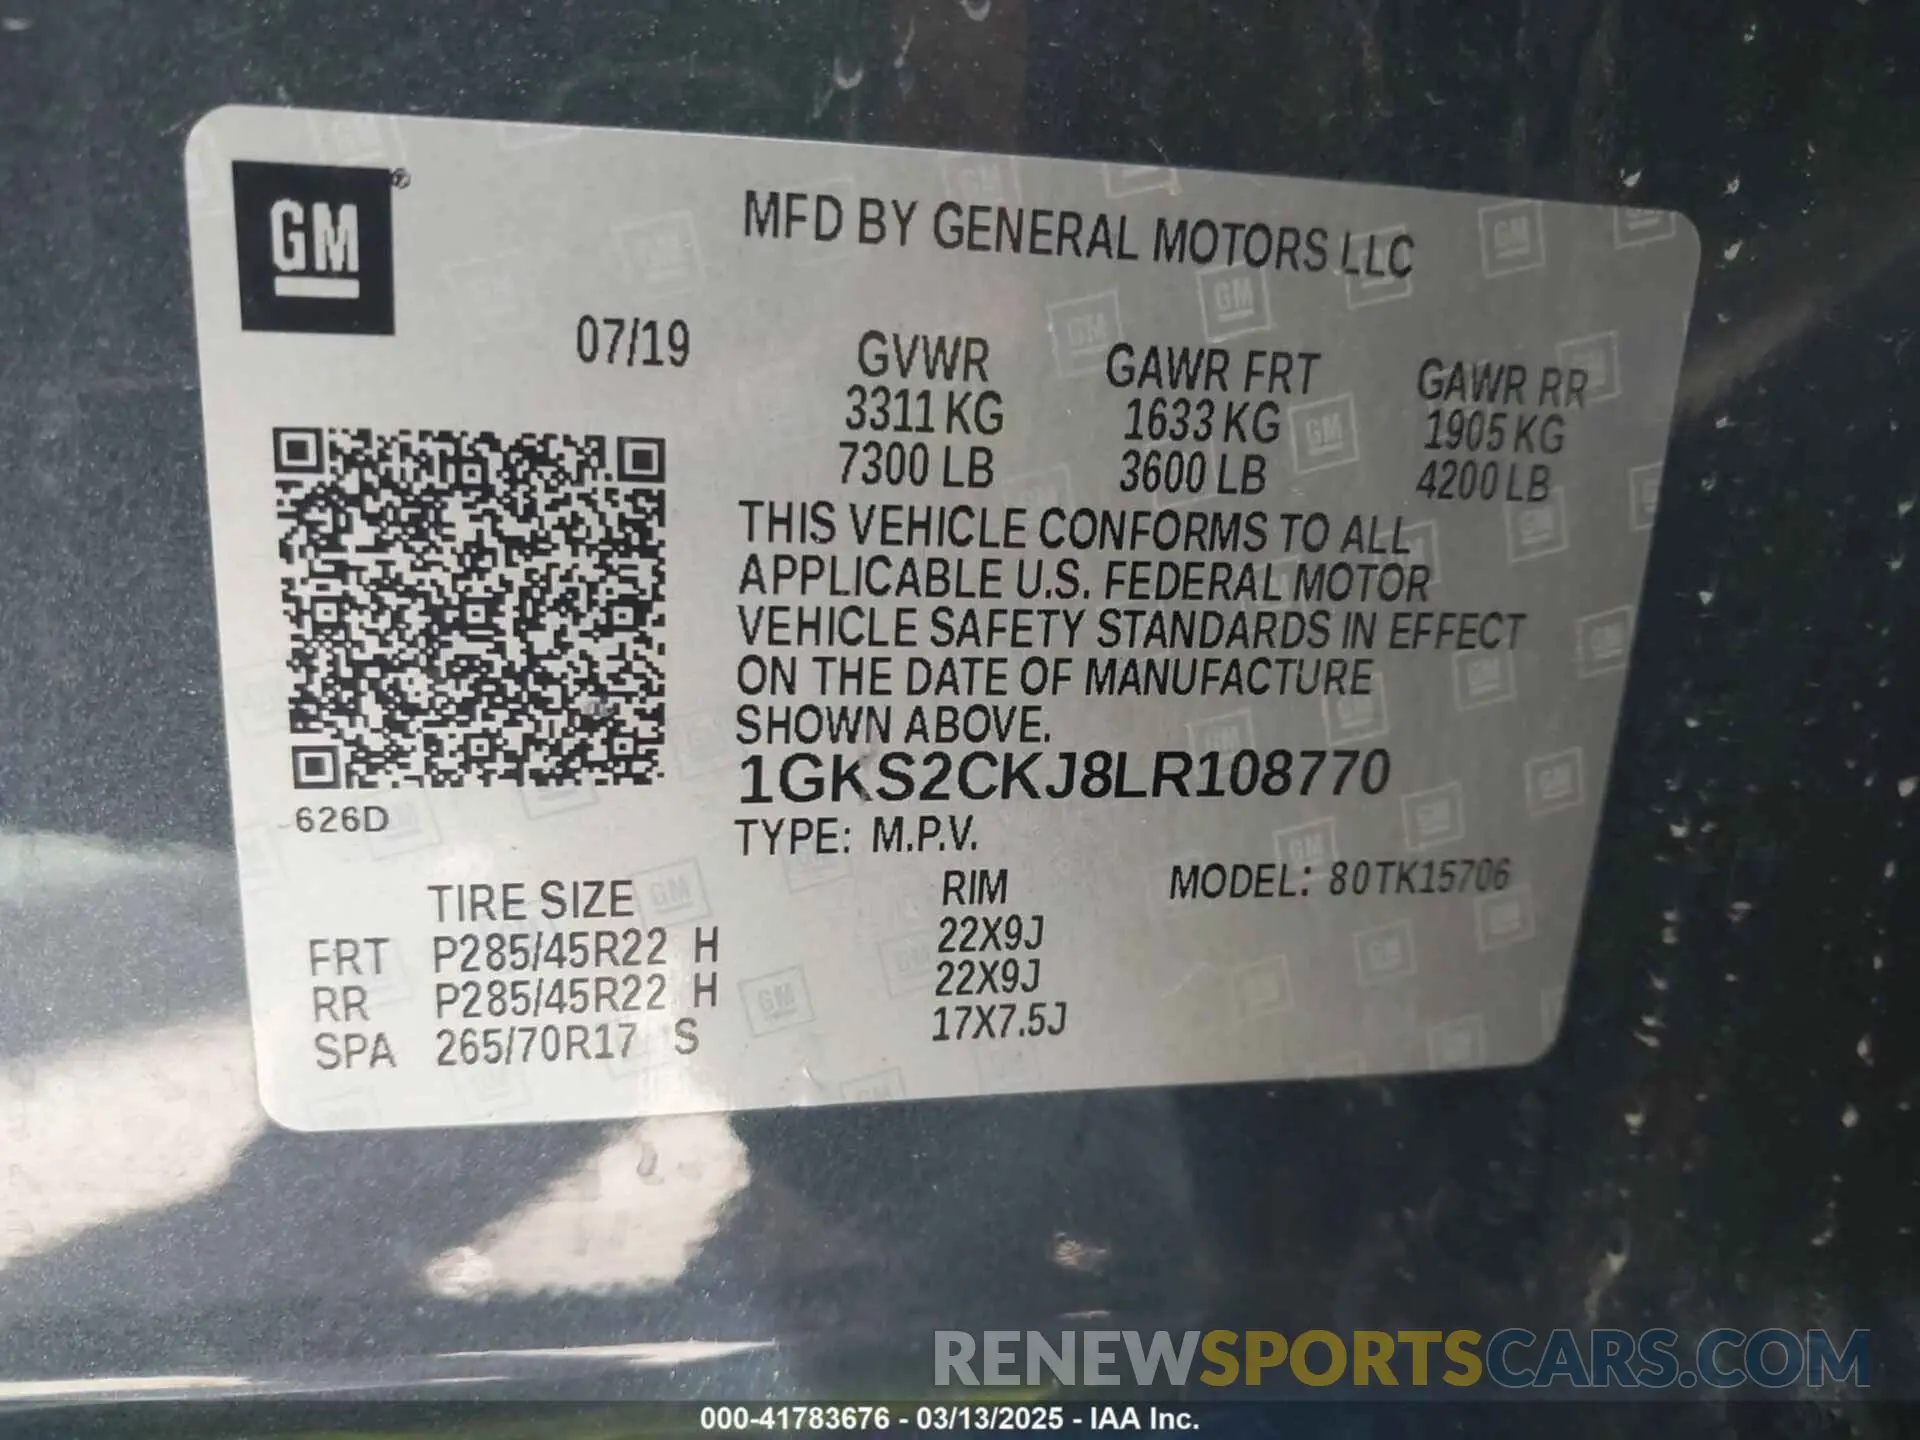 GM®
MFD BY GENERAL MOTORS LLC
07/19
GVWR GAWR FRT GAWR RR
3311 KG 1633 KG 1905 KG
7300 LB 3600 LB 4200 LB
THIS VEHICLE CONFORMS TO ALL
APPLICABLE U.S. FEDERAL MOTOR
VEHICLE SAFETY STANDARDS IN EFFECT
ON THE DATE OF MANUFACTURE
SHOWN ABOVE.
1GKS2CKJ8LR108770
626D
TYPE: M.P.V.
MODEL: 80TK15706
TIRE SIZE RIM
FRT P285/45R22 H 22X9J
RR P285/45R22 H 22X9J
SPA 265/70R17 S 17X7.5J
RENEWSPORTSCARS.COM
000-41783676 - 03/13/2025 - IAA Inc.